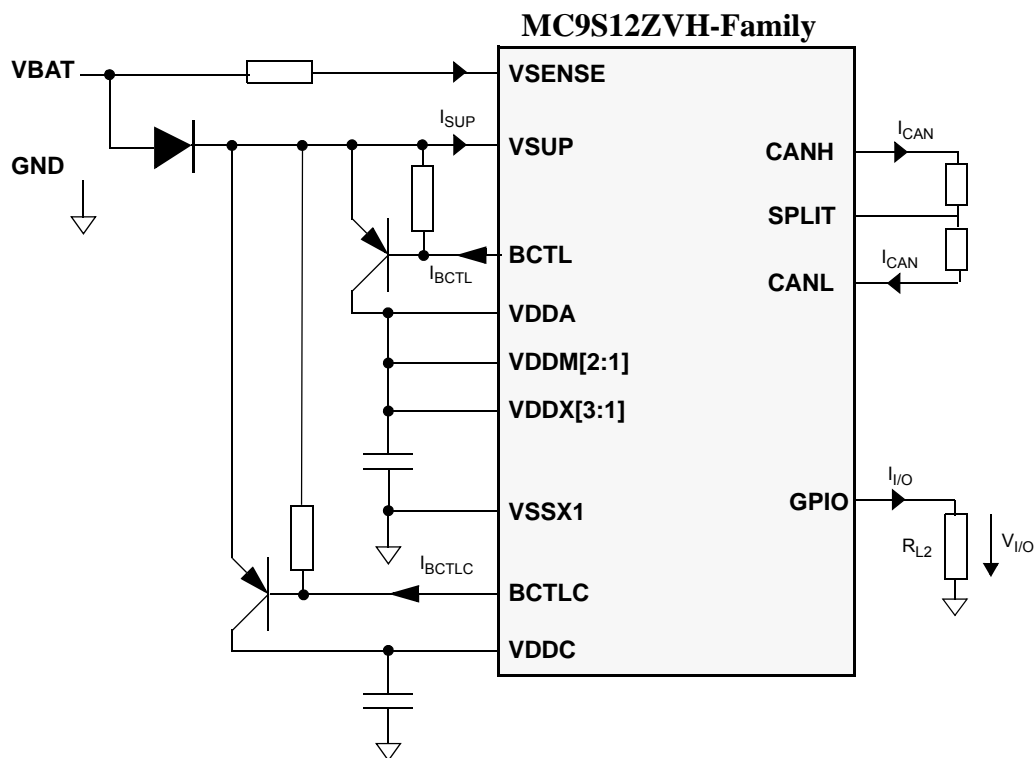 MC9S12ZVH-Family
VBAT
VSENSE
I_SUP
VSUP
GND
CANH
I_CAN
SPLIT
I_CAN
CANL
BCTL
I_BCTL
VDDA
VDDM[2:1]
VDDX[3:1]
GPIO
I_I/O
VSSX1
R_L2
V_I/O
I_BCTLC
BCTLC
VDDC